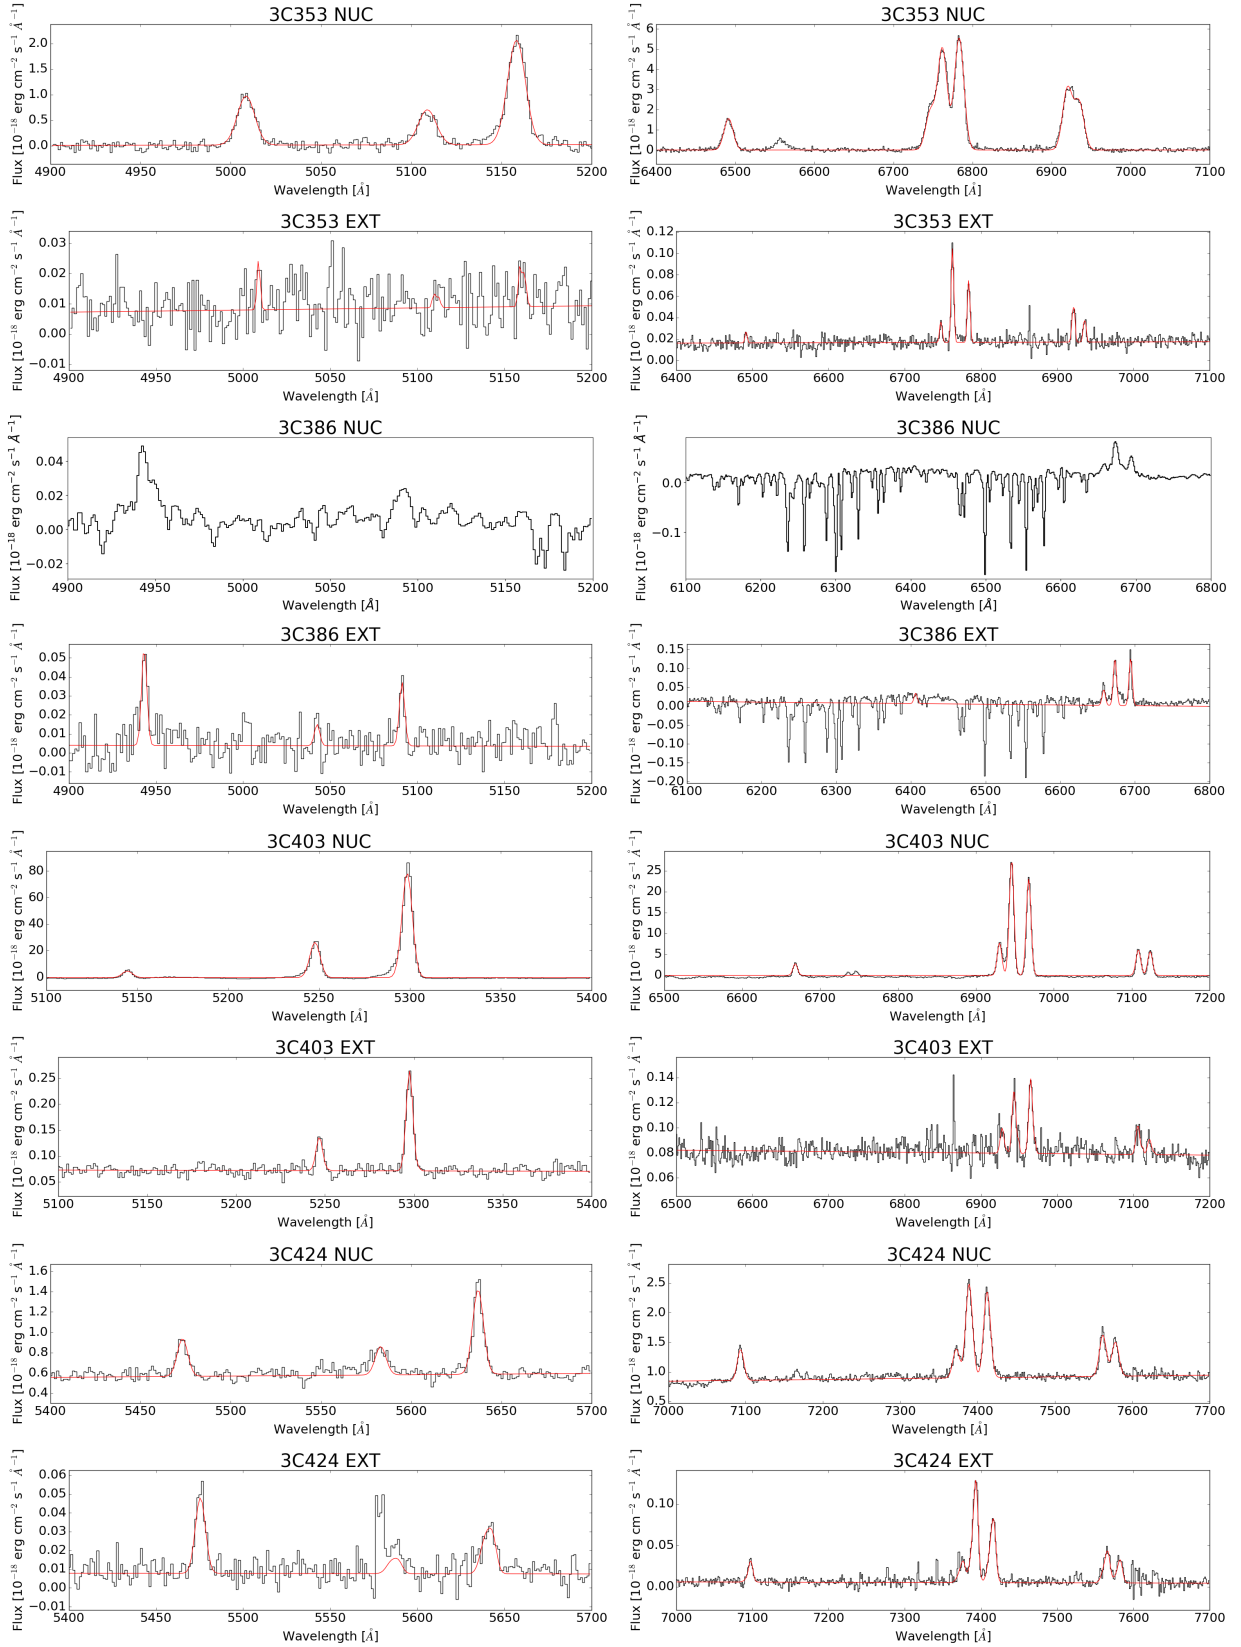 3C353 NUC
Flux [10⁻¹⁸ erg cm⁻² s⁻¹ Å⁻¹]
2.0
1.5
1.0
0.5
0.0
4900 4950 5000 5050 5100 5150 5200
Wavelength [Å]
3C353 NUC
Flux [10⁻¹⁸ erg cm⁻² s⁻¹ Å⁻¹]
6
5
4
3
2
1
0
6400 6500 6600 6700 6800 6900 7000 7100
Wavelength [Å]
3C353 EXT
Flux [10⁻¹⁸ erg cm⁻² s⁻¹ Å⁻¹]
0.03
0.02
0.01
0.00
−0.01
4900 4950 5000 5050 5100 5150 5200
Wavelength [Å]
3C353 EXT
Flux [10⁻¹⁸ erg cm⁻² s⁻¹ Å⁻¹]
0.12
0.10
0.08
0.06
0.04
0.02
0.00
6400 6500 6600 6700 6800 6900 7000 7100
Wavelength [Å]
3C386 NUC
Flux [10⁻¹⁸ erg cm⁻² s⁻¹ Å⁻¹]
0.04
0.02
0.00
−0.02
4900 4950 5000 5050 5100 5150 5200
Wavelength [Å]
3C386 NUC
Flux [10⁻¹⁸ erg cm⁻² s⁻¹ Å⁻¹]
0.0
−0.1
6100 6200 6300 6400 6500 6600 6700 6800
Wavelength [Å]
3C386 EXT
Flux [10⁻¹⁸ erg cm⁻² s⁻¹ Å⁻¹]
0.05
0.04
0.03
0.02
0.01
0.00
−0.01
4900 4950 5000 5050 5100 5150 5200
Wavelength [Å]
3C386 EXT
Flux [10⁻¹⁸ erg cm⁻² s⁻¹ Å⁻¹]
0.15
0.10
0.05
0.00
−0.05
−0.10
−0.15
−0.20
6100 6200 6300 6400 6500 6600 6700 6800
Wavelength [Å]
3C403 NUC
Flux [10⁻¹⁸ erg cm⁻² s⁻¹ Å⁻¹]
80
60
40
20
0
5100 5150 5200 5250 5300 5350 5400
Wavelength [Å]
3C403 NUC
Flux [10⁻¹⁸ erg cm⁻² s⁻¹ Å⁻¹]
25
20
15
10
5
0
6500 6600 6700 6800 6900 7000 7100 7200
Wavelength [Å]
3C403 EXT
Flux [10⁻¹⁸ erg cm⁻² s⁻¹ Å⁻¹]
0.25
0.20
0.15
0.10
0.05
5100 5150 5200 5250 5300 5350 5400
Wavelength [Å]
3C403 EXT
Flux [10⁻¹⁸ erg cm⁻² s⁻¹ Å⁻¹]
0.14
0.12
0.10
0.08
0.06
6500 6600 6700 6800 6900 7000 7100 7200
Wavelength [Å]
3C424 NUC
Flux [10⁻¹⁸ erg cm⁻² s⁻¹ Å⁻¹]
1.6
1.4
1.2
1.0
0.8
0.6
0.4
5400 5450 5500 5550 5600 5650 5700
Wavelength [Å]
3C424 NUC
Flux [10⁻¹⁸ erg cm⁻² s⁻¹ Å⁻¹]
2.5
2.0
1.5
1.0
0.5
7000 7100 7200 7300 7400 7500 7600 7700
Wavelength [Å]
3C424 EXT
Flux [10⁻¹⁸ erg cm⁻² s⁻¹ Å⁻¹]
0.06
0.05
0.04
0.03
0.02
0.01
0.00
−0.01
5400 5450 5500 5550 5600 5650 5700
Wavelength [Å]
3C424 EXT
Flux [10⁻¹⁸ erg cm⁻² s⁻¹ Å⁻¹]
0.10
0.05
0.00
7000 7100 7200 7300 7400 7500 7600 7700
Wavelength [Å]